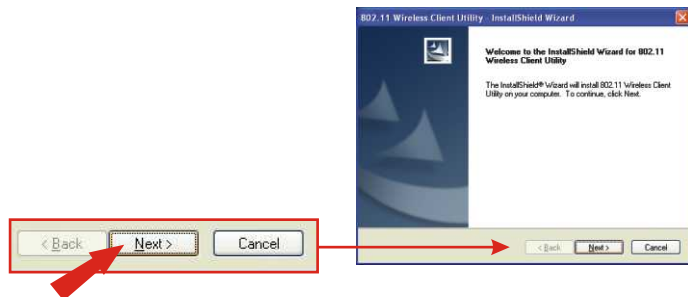 802.11 Wireless Client Utility - InstallShield Wizard
Welcome to the InstallShield Wizard for 802.11
Wireless Client Utility
The InstallShield® Wizard will install 802.11 Wireless Client
Utility on your computer. To continue, click Next.
< Back Next > Cancel
< Back Next > Cancel